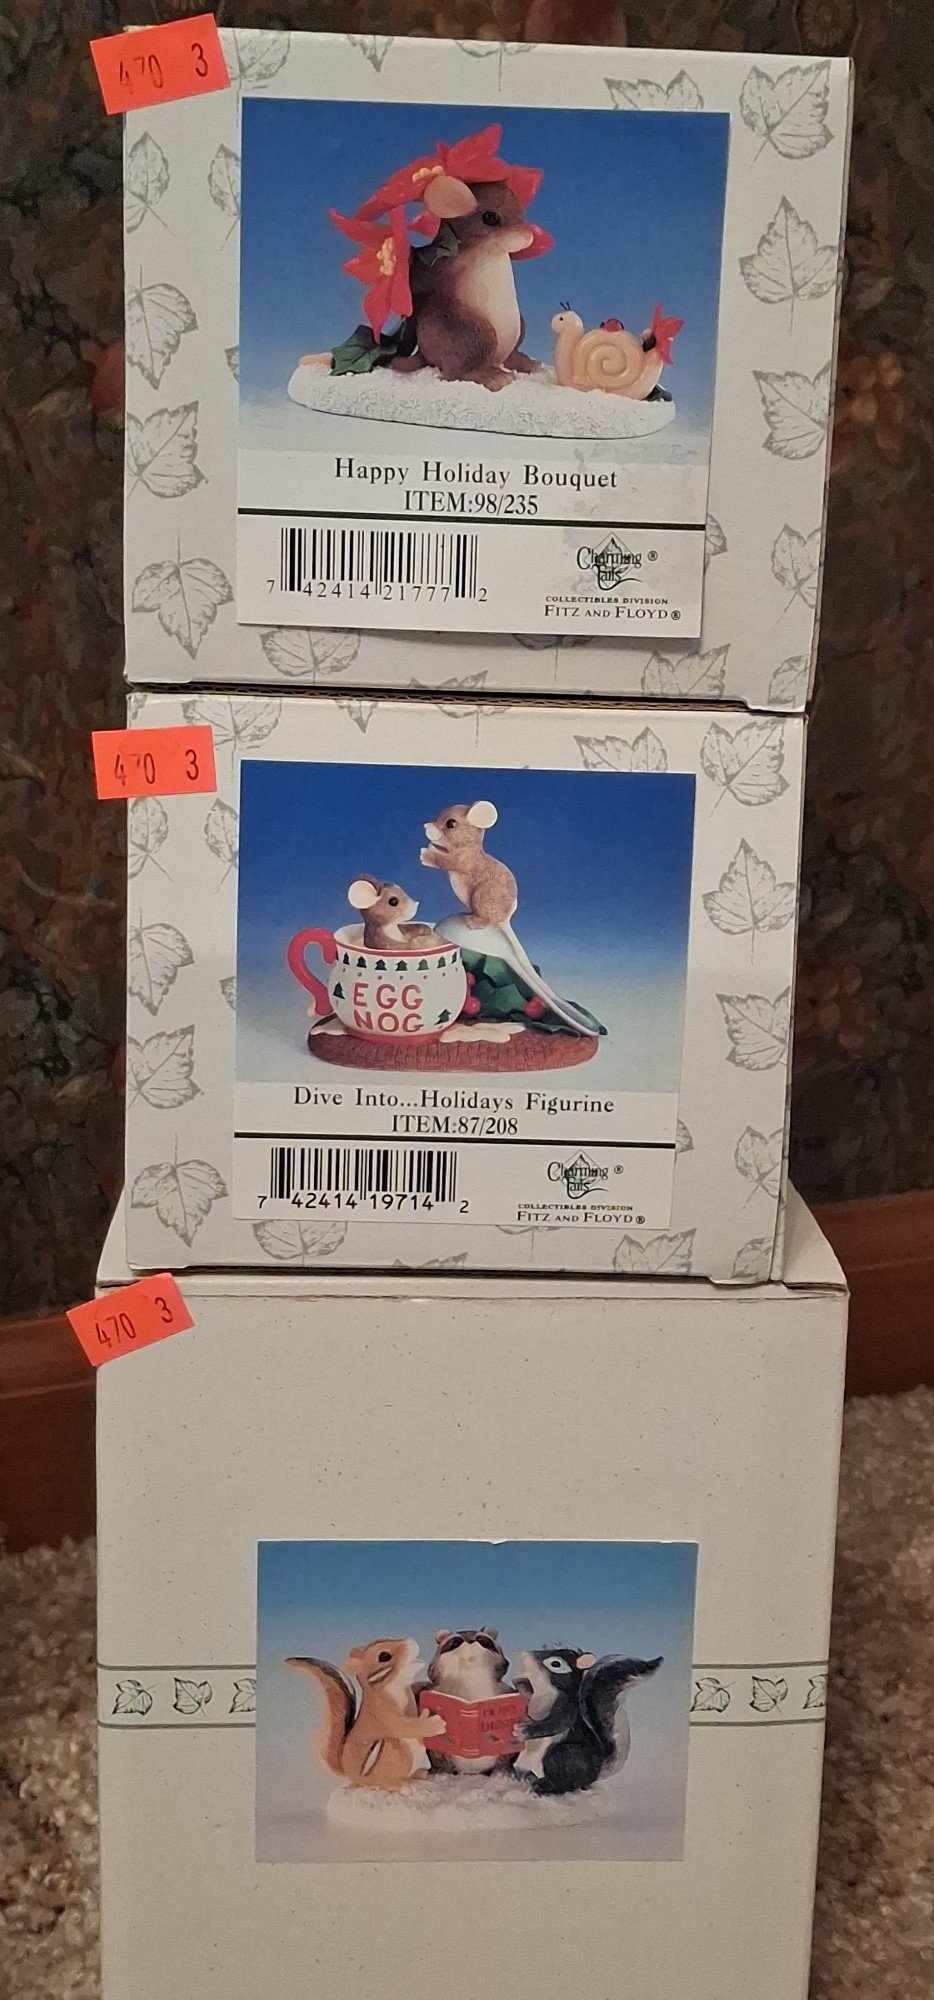 470 3
Happy Holiday Bouquet
ITEM:98/235
7 42414 21777 2
Charming ®
Tails
COLLECTIBLES DIVISION
FITZ AND FLOYD ®
470 3
EGG
NOG
Dive Into...Holidays Figurine
ITEM:87/208
7 42414 19714 2
Charming ®
Tails
COLLECTIBLES DIVISION
FITZ AND FLOYD ®
470 3